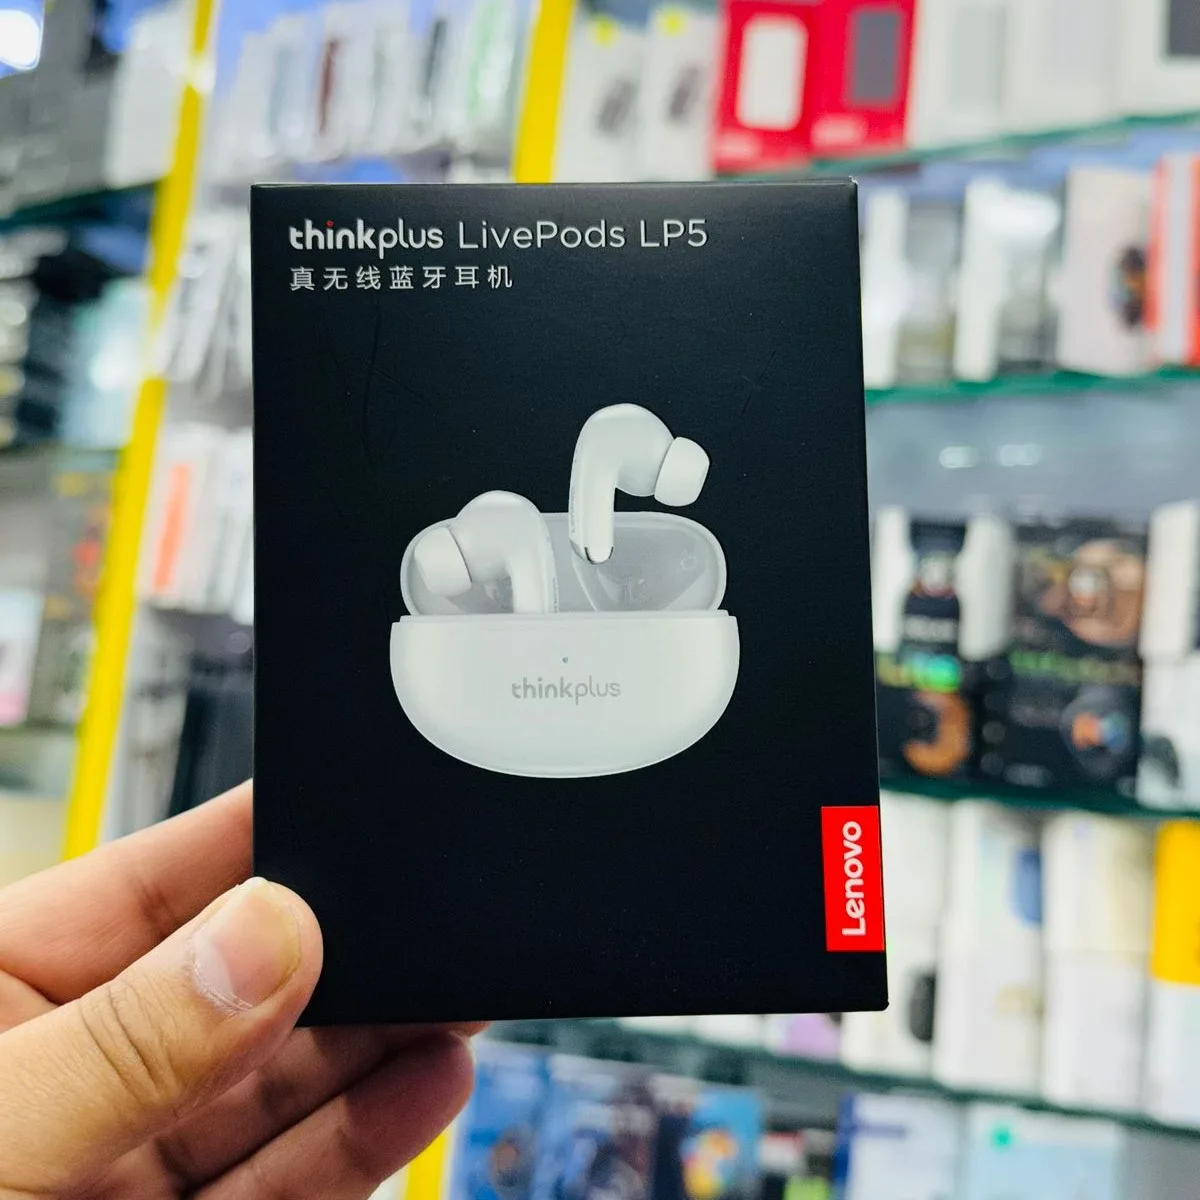 thinkplus LivePods LP5
真无线蓝牙耳机
thinkplus
Lenovo